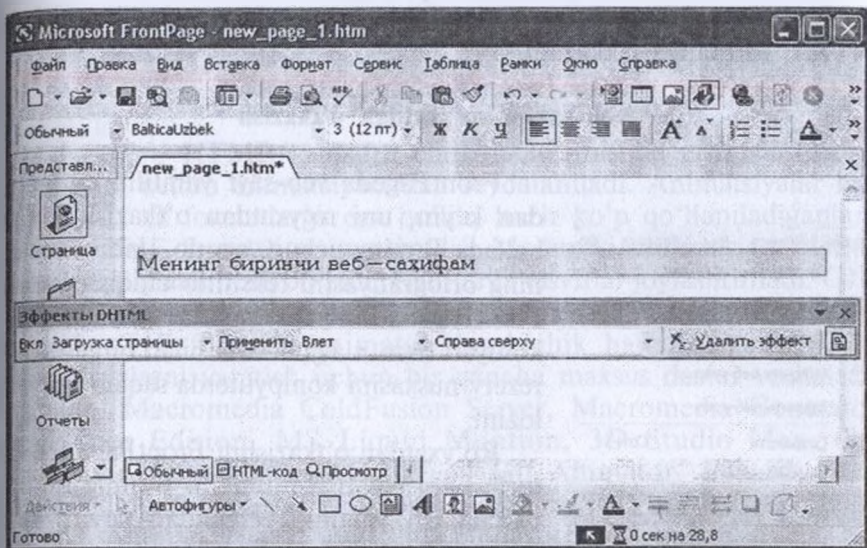 Microsoft FrontPage - new_page_1.htm
Файл Правка Вид Вставка Формат Сервис Таблица Рамки Окно Справка
Обычный BalticaUzbek 3 (12 пт) Ж К Ч
Представл... new_page_1.htm*
Страница
Менинг биринчи веб-сахифам
Эффекты DHTML
Вкл Загрузка страницы Применить Влет Справа сверху Удалить эффект
Отчеты
Обычный HTML-код Просмотр
Действия Автофигуры
Готово 0 сек на 28,8